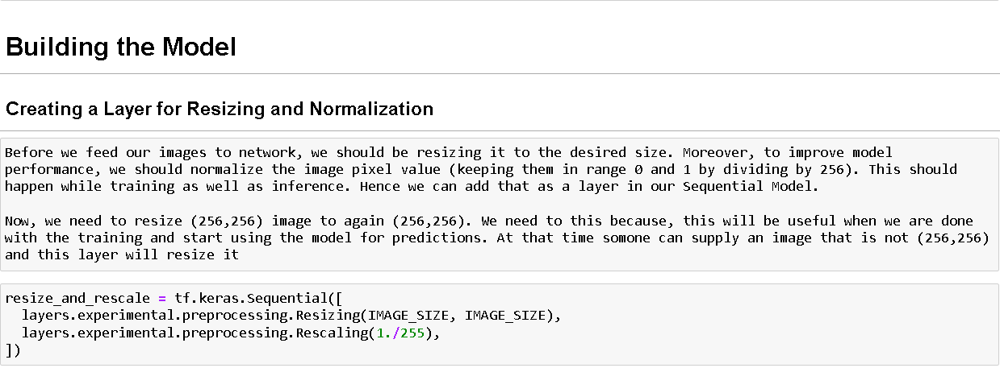 Building the Model
Creating a Layer for Resizing and Normalization
Before we feed our images to network, we should be resizing it to the desired size. Moreover, to improve model
performance, we should normalize the image pixel value (keeping them in range 0 and 1 by dividing by 256). This should
happen while training as well as inference. Hence we can add that as a layer in our Sequential Model.
Now, we need to resize (256,256) image to again (256,256). We need to this because, this will be useful when we are done
with the training and start using the model for predictions. At that time somone can supply an image that is not (256,256)
and this layer will resize it
resize_and_rescale = tf.keras.Sequential([
  layers.experimental.preprocessing.Resizing(IMAGE_SIZE, IMAGE_SIZE),
  layers.experimental.preprocessing.Rescaling(1./255),
])